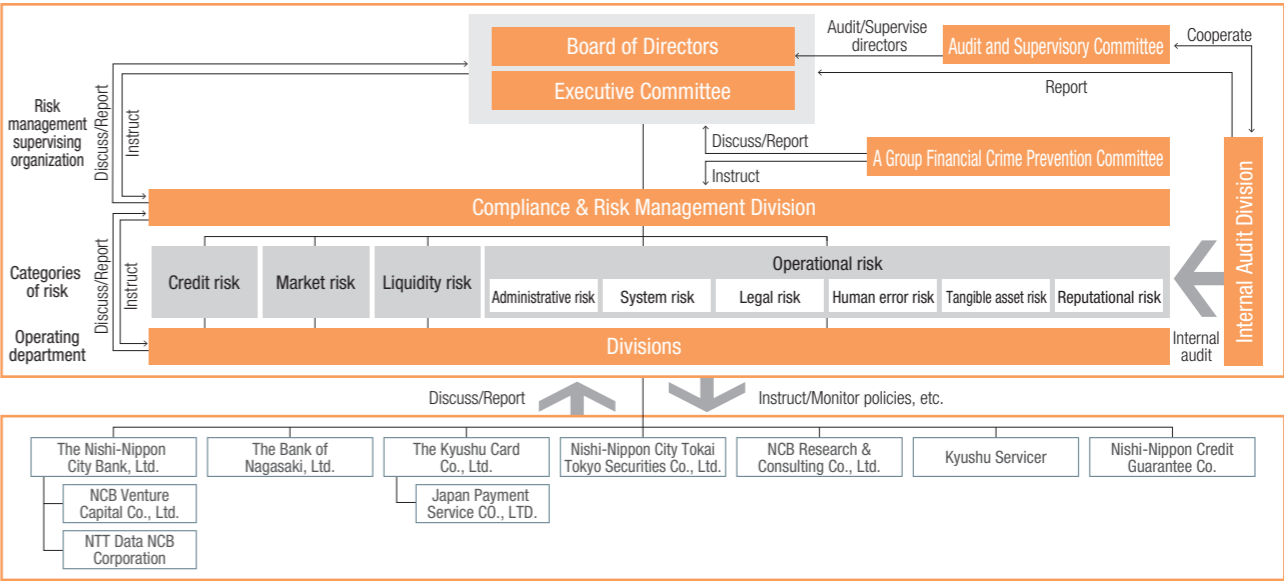 Board of Directors
Executive Committee
Audit/Supervise
directors
Audit and Supervisory Committee
Cooperate
Report
Risk
management
supervising
organization
Discuss/Report
Instruct
Discuss/Report
Instruct
A Group Financial Crime Prevention Committee
Internal Audit Division
Compliance & Risk Management Division
Categories
of risk
Discuss/Report
Instruct
Credit risk
Market risk
Liquidity risk
Operational risk
Administrative risk
System risk
Legal risk
Human error risk
Tangible asset risk
Reputational risk
Operating
department
Divisions
Internal
audit
Discuss/Report
Instruct/Monitor policies, etc.
The Nishi-Nippon
City Bank, Ltd.
The Bank of
Nagasaki, Ltd.
The Kyushu Card
Co., Ltd.
Nishi-Nippon City Tokai
Tokyo Securities Co., Ltd.
NCB Research &
Consulting Co., Ltd.
Kyushu Servicer
Nishi-Nippon Credit
Guarantee Co.
NCB Venture
Capital Co., Ltd.
Japan Payment
Service CO., LTD.
NTT Data NCB
Corporation